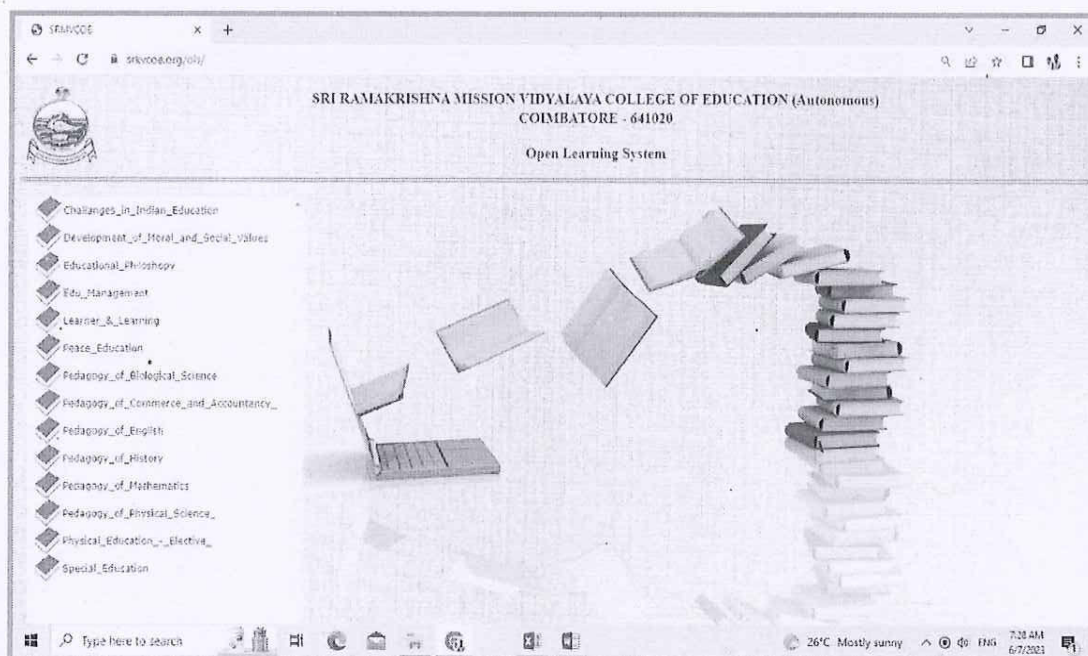 SRMVCOE
srkvcoe.org/ols/
SRI RAMAKRISHNA MISSION VIDYALAYA COLLEGE OF EDUCATION (Autonomous)
COIMBATORE - 641020
Open Learning System
Challanges_in_Indian_Education
Development_of_Moral_and_Social_Values
Educational_Philoshopy
Edu_Management
Learner_&_Learning
Peace_Education
Pedagogy_of_Biological_Science
Pedagogy_of_Commerce_and_Accountancy_
Pedagogy_of_English
Pedagogy_of_History
Pedagogy_of_Mathematics
Pedagogy_of_Physical_Science_
Physical_Education_-_Elective_
Special_Education
Type here to search
26°C Mostly sunny
ENG
7:28 AM
6/7/2023